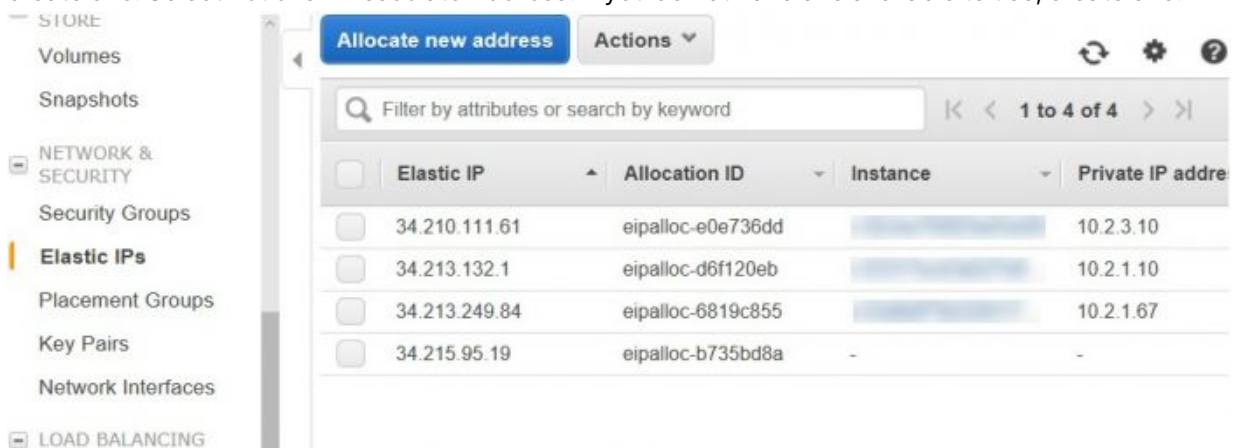 STORE
Volumes
Snapshots
NETWORK &
SECURITY
Security Groups
Elastic IPs
Placement Groups
Key Pairs
Network Interfaces
LOAD BALANCING
Allocate new address Actions
Filter by attributes or search by keyword 1 to 4 of 4
Elastic IP Allocation ID Instance Private IP addre
34.210.111.61 eipalloc-e0e736dd 10.2.3.10
34.213.132.1 eipalloc-d6f120eb 10.2.1.10
34.213.249.84 eipalloc-6819c855 10.2.1.67
34.215.95.19 eipalloc-b735bd8a - -